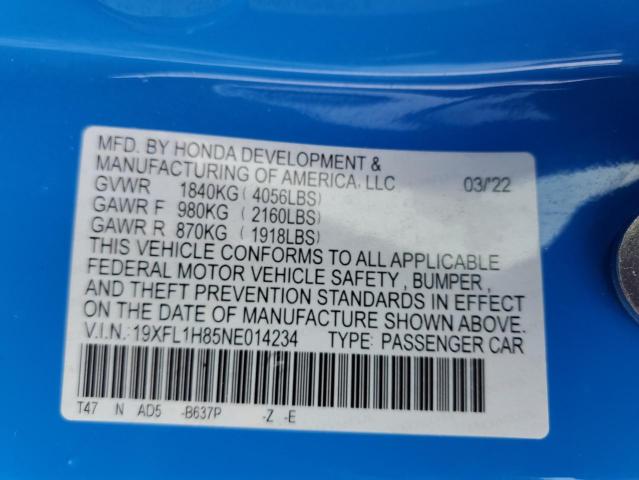 MFD. BY HONDA DEVELOPMENT &
MANUFACTURING OF AMERICA, LLC 03/'22
GVWR 1840KG ( 4056LBS)
GAWR F 980KG ( 2160LBS)
GAWR R 870KG ( 1918LBS)
THIS VEHICLE CONFORMS TO ALL APPLICABLE
FEDERAL MOTOR VEHICLE SAFETY , BUMPER ,
AND THEFT PREVENTION STANDARDS IN EFFECT
ON THE DATE OF MANUFACTURE SHOWN ABOVE.
V.I.N.:19XFL1H85NE014234 TYPE: PASSENGER CAR
T47 N AD5 -B637P -Z -E